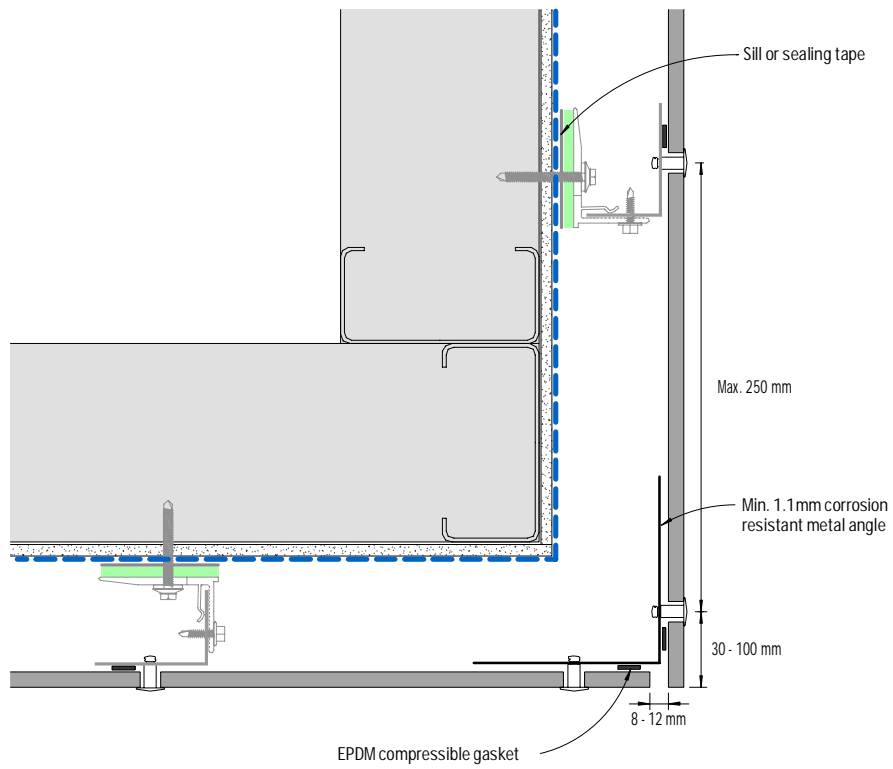 Sill or sealing tape
Max. 250 mm
Min. 1.1mm corrosion
resistant metal angle
30 - 100 mm
8 - 12 mm
EPDM compressible gasket